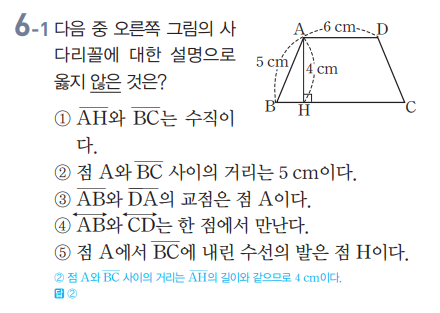 6-1 다음 중 오른쪽 그림의 사
다리꼴에 대한 설명으로
옳지 않은 것은?
A 6 cm D
5 cm 4 cm
B H C
① AH와 BC는 수직이
다.
② 점 A와 BC 사이의 거리는 5 cm이다.
③ AB와 DA의 교점은 점 A이다.
④ AB와 CD는 한 점에서 만난다.
⑤ 점 A에서 BC에 내린 수선의 발은 점 H이다.
② 점 A와 BC 사이의 거리는 AH의 길이와 같으므로 4 cm이다.
답 ②